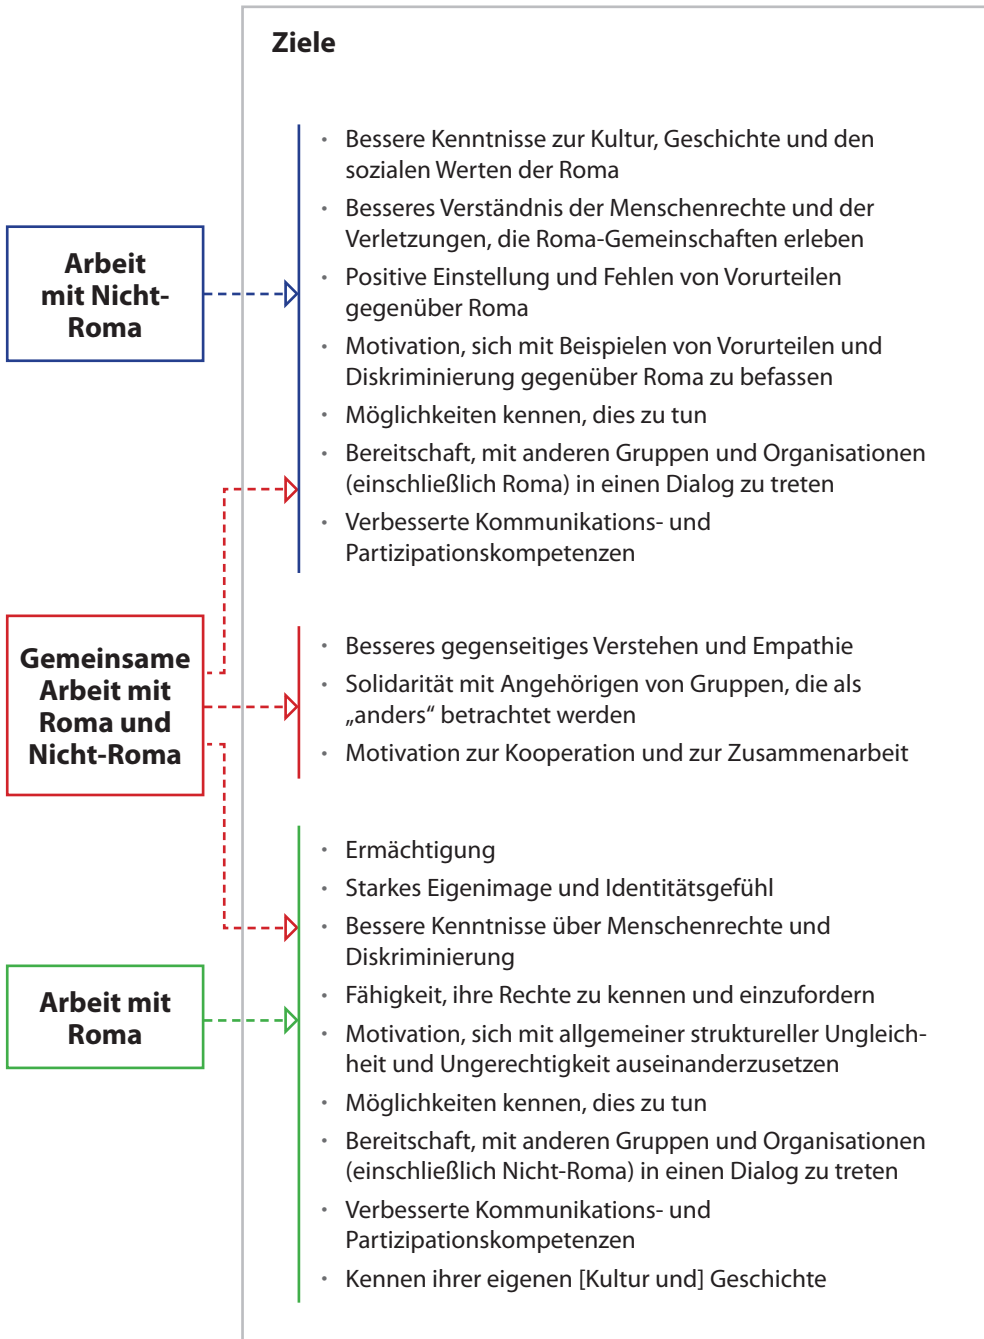 Ziele
Arbeit
mit Nicht-
Roma
· Bessere Kenntnisse zur Kultur, Geschichte und den
sozialen Werten der Roma
· Besseres Verständnis der Menschenrechte und der
Verletzungen, die Roma-Gemeinschaften erleben
· Positive Einstellung und Fehlen von Vorurteilen
gegenüber Roma
· Motivation, sich mit Beispielen von Vorurteilen und
Diskriminierung gegenüber Roma zu befassen
· Möglichkeiten kennen, dies zu tun
· Bereitschaft, mit anderen Gruppen und Organisationen
(einschließlich Roma) in einen Dialog zu treten
· Verbesserte Kommunikations- und
Partizipationskompetenzen
Gemeinsame
Arbeit mit
Roma und
Nicht-Roma
· Besseres gegenseitiges Verstehen und Empathie
· Solidarität mit Angehörigen von Gruppen, die als
„anders“ betrachtet werden
· Motivation zur Kooperation und zur Zusammenarbeit
Arbeit mit
Roma
· Ermächtigung
· Starkes Eigenimage und Identitätsgefühl
· Bessere Kenntnisse über Menschenrechte und
Diskriminierung
· Fähigkeit, ihre Rechte zu kennen und einzufordern
· Motivation, sich mit allgemeiner struktureller Ungleich-
heit und Ungerechtigkeit auseinanderzusetzen
· Möglichkeiten kennen, dies zu tun
· Bereitschaft, mit anderen Gruppen und Organisationen
(einschließlich Nicht-Roma) in einen Dialog zu treten
· Verbesserte Kommunikations- und
Partizipationskompetenzen
· Kennen ihrer eigenen [Kultur und] Geschichte